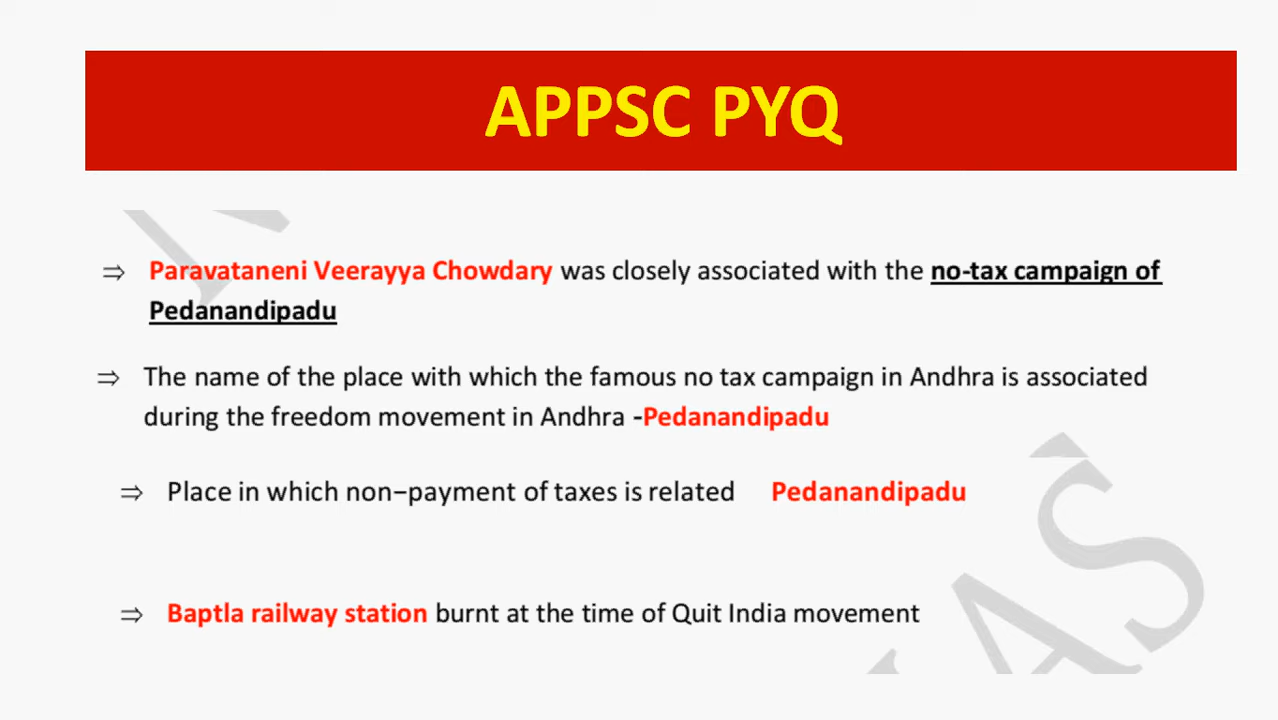 APPSC PYQ
⇒ Paravataneni Veerayya Chowdary was closely associated with the no-tax campaign of
Pedanandipadu
⇒ The name of the place with which the famous no tax campaign in Andhra is associated
during the freedom movement in Andhra -Pedanandipadu
⇒ Place in which non–payment of taxes is related Pedanandipadu
⇒ Baptla railway station burnt at the time of Quit India movement